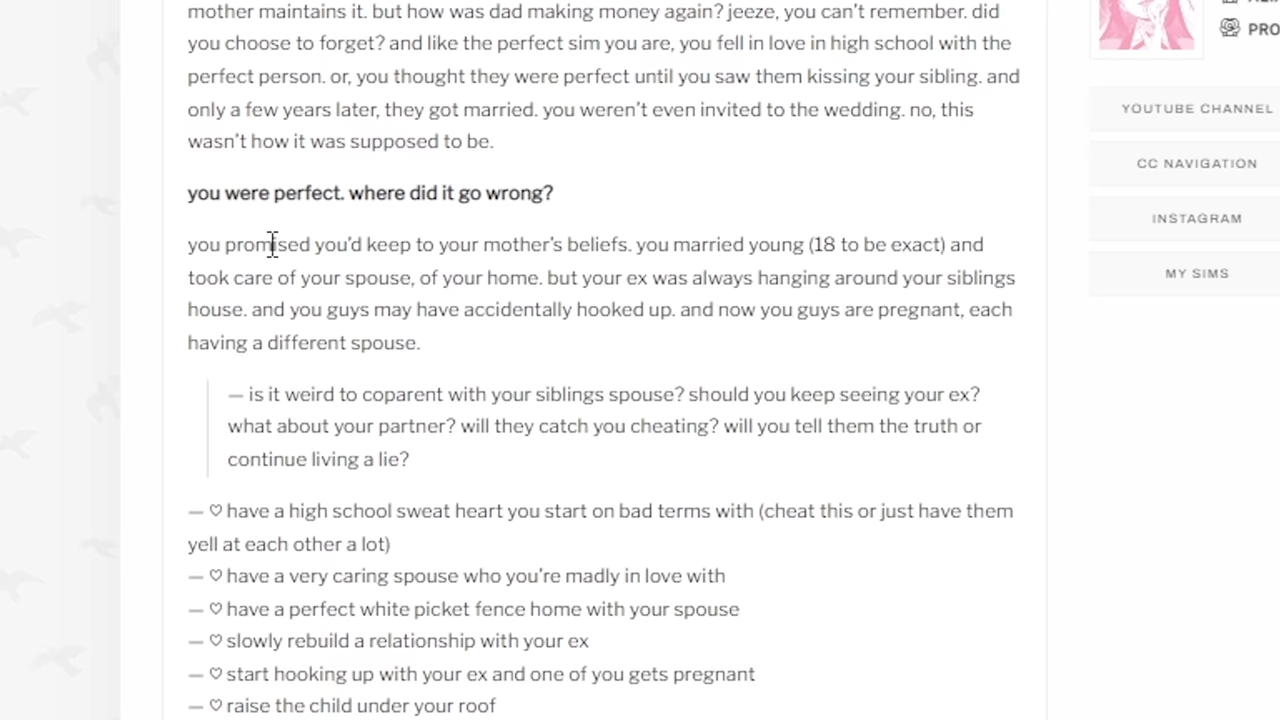 mother maintains it. but how was dad making money again? jeeze, you can't remember. did
you choose to forget? and like the perfect sim you are, you fell in love in high school with the
perfect person. or, you thought they were perfect until you saw them kissing your sibling. and
only a few years later, they got married. you weren't even invited to the wedding. no, this
wasn't how it was supposed to be.
you were perfect. where did it go wrong?
you promised you'd keep to your mother's beliefs. you married young (18 to be exact) and
took care of your spouse, of your home. but your ex was always hanging around your siblings
house. and you guys may have accidentally hooked up. and now you guys are pregnant, each
having a different spouse.
— is it weird to coparent with your siblings spouse? should you keep seeing your ex?
what about your partner? will they catch you cheating? will you tell them the truth or
continue living a lie?
— ♡ have a high school sweat heart you start on bad terms with (cheat this or just have them
yell at each other a lot)
— ♡ have a very caring spouse who you're madly in love with
— ♡ have a perfect white picket fence home with your spouse
— ♡ slowly rebuild a relationship with your ex
— ♡ start hooking up with your ex and one of you gets pregnant
— ♡ raise the child under your roof
PRO
YOUTUBE CHANNEL
CC NAVIGATION
INSTAGRAM
MY SIMS